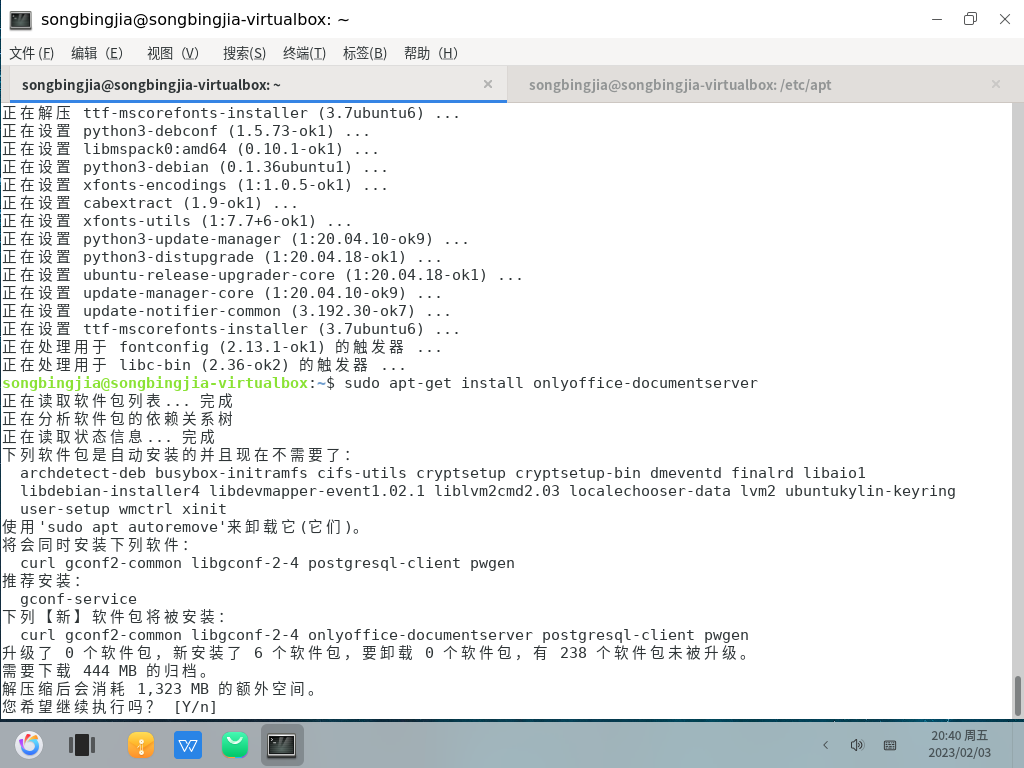 songbingjia@songbingjia-virtualbox: ~
文件(F) 编辑（E） 视图（V） 搜索(S) 终端(T) 标签(B) 帮助（H）
songbingjia@songbingjia-virtualbox: ~ songbingjia@songbingjia-virtualbox: /etc/apt
正在解压 ttf-mscorefonts-installer (3.7ubuntu6) ...
正在设置 python3-debconf (1.5.73-ok1) ...
正在设置 libmspack0:amd64 (0.10.1-ok1) ...
正在设置 python3-debian (0.1.36ubuntu1) ...
正在设置 xfonts-encodings (1:1.0.5-ok1) ...
正在设置 cabextract (1.9-ok1) ...
正在设置 xfonts-utils (1:7.7+6-ok1) ...
正在设置 python3-update-manager (1:20.04.10-ok9) ...
正在设置 python3-distupgrade (1:20.04.18-ok1) ...
正在设置 ubuntu-release-upgrader-core (1:20.04.18-ok1) ...
正在设置 update-manager-core (1:20.04.10-ok9) ...
正在设置 update-notifier-common (3.192.30-ok7) ...
正在设置 ttf-mscorefonts-installer (3.7ubuntu6) ...
正在处理用于 fontconfig (2.13.1-ok1) 的触发器 ...
正在处理用于 libc-bin (2.36-ok2) 的触发器 ...
songbingjia@songbingjia-virtualbox:~$ sudo apt-get install onlyoffice-documentserver
正在读取软件包列表... 完成
正在分析软件包的依赖关系树
正在读取状态信息... 完成
下列软件包是自动安装的并且现在不需要了：
archdetect-deb busybox-initramfs cifs-utils cryptsetup cryptsetup-bin dmeventd finalrd libaio1
libdebian-installer4 libdevmapper-event1.02.1 liblvm2cmd2.03 localechooser-data lvm2 ubuntukylin-keyring
user-setup wmctrl xinit
使用'sudo apt autoremove'来卸载它(它们)。
将会同时安装下列软件：
curl gconf2-common libgconf-2-4 postgresql-client pwgen
推荐安装：
gconf-service
下列【新】软件包将被安装：
curl gconf2-common libgconf-2-4 onlyoffice-documentserver postgresql-client pwgen
升级了 0 个软件包，新安装了 6 个软件包，要卸载 0 个软件包，有 238 个软件包未被升级。
需要下载 444 MB 的归档。
解压缩后会消耗 1,323 MB 的额外空间。
您希望继续执行吗？ [Y/n]
20:40 周五
2023/02/03